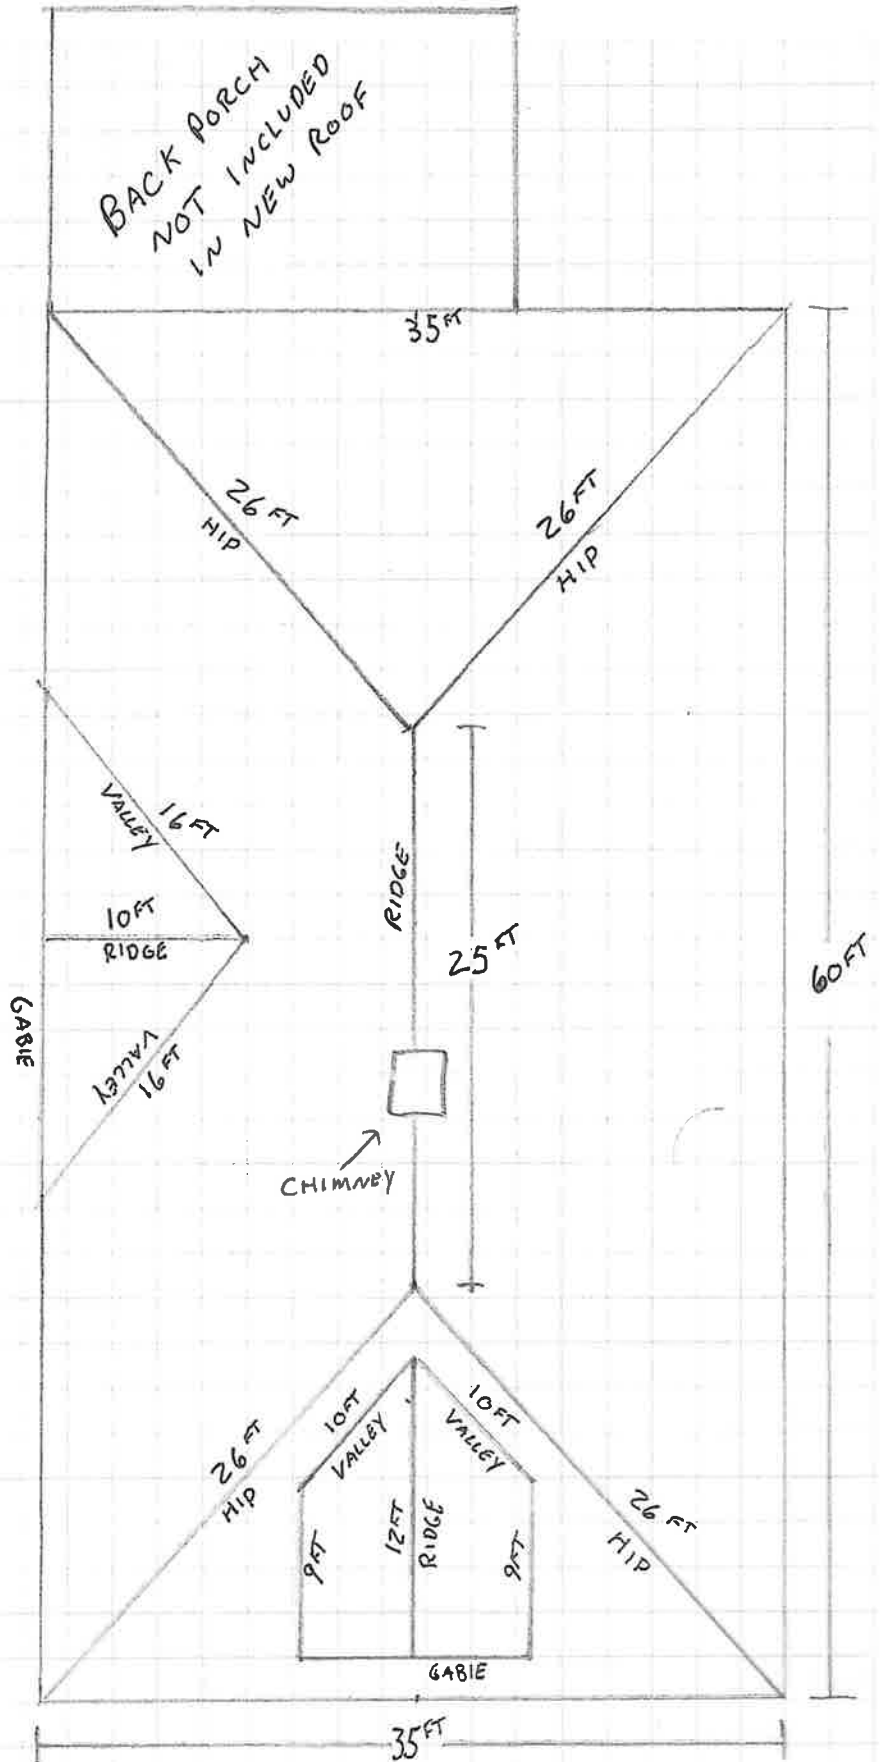 BACK PORCH
NOT INCLUDED
IN NEW ROOF
35FT
26FT
HIP
26FT
HIP
VALLEY
16FT
10FT
RIDGE
VALLEY
16FT
GABIE
RIDGE
25FT
60FT
CHIMNEY
26FT
HIP
10FT
VALLEY
10FT
VALLEY
26FT
HIP
9FT
12FT
RIDGE
9FT
GABIE
35FT